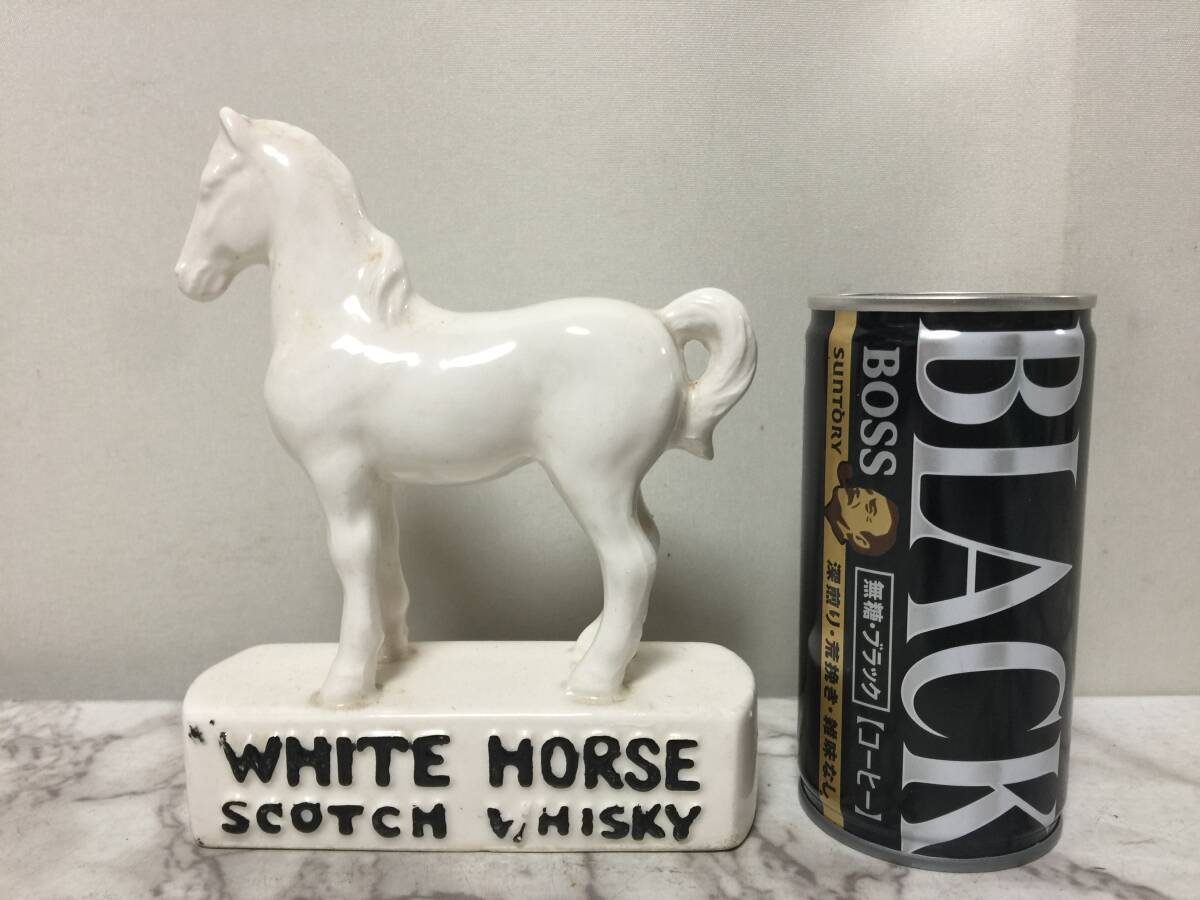 WHITE HORSE
SCOTCH WHISKY
BLACK
BOSS
無糖・ブラック【コーヒー】
SUNTORY
深煎り・荒挽き・雑味なし